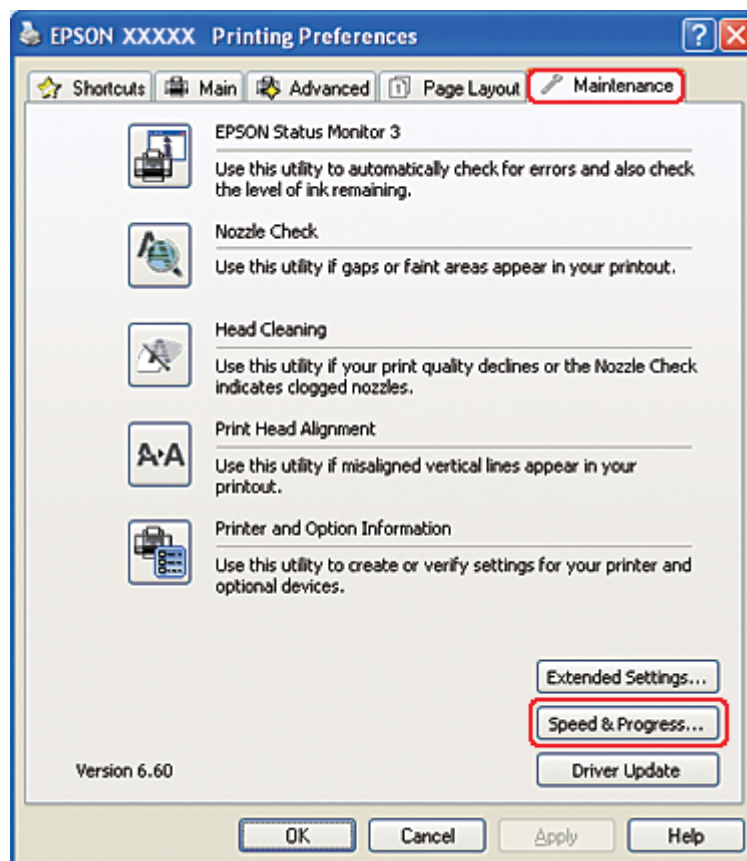 EPSON XXXXX Printing Preferences
Shortcuts Main Advanced 1 Page Layout Maintenance
EPSON Status Monitor 3
Use this utility to automatically check for errors and also check
the level of ink remaining.
Nozzle Check
Use this utility if gaps or faint areas appear in your printout.
Head Cleaning
Use this utility if your print quality declines or the Nozzle Check
indicates clogged nozzles.
Print Head Alignment
A·A
Use this utility if misaligned vertical lines appear in your
printout.
Printer and Option Information
Use this utility to create or verify settings for your printer and
optional devices.
Extended Settings...
Speed & Progress...
Version 6.60
Driver Update
OK Cancel Apply Help